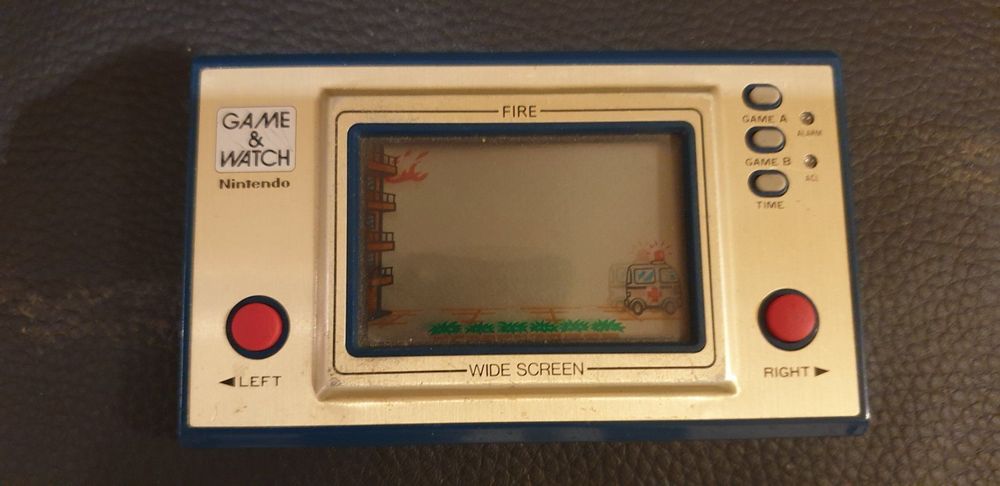 GAME
&
WATCH
Nintendo
FIRE
GAME A
ALARM
GAME B
ACL
TIME
◀LEFT
RIGHT▶
WIDE SCREEN